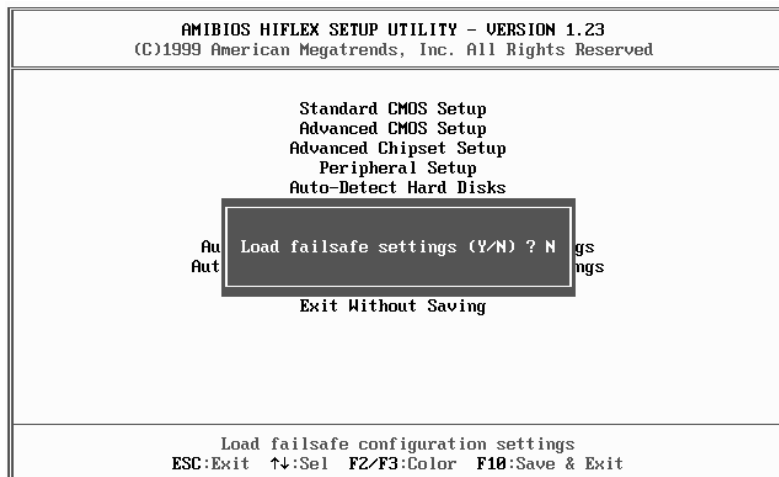 AMIBIOS HIFLEX SETUP UTILITY - VERSION 1.23
(C)1999 American Megatrends, Inc. All Rights Reserved
Standard CMOS Setup
Advanced CMOS Setup
Advanced Chipset Setup
Peripheral Setup
Auto-Detect Hard Disks
Load failsafe settings (Y/N) ? N
Exit Without Saving
Load failsafe configuration settings
ESC:Exit ↑↓:Sel F2/F3:Color F10:Save & Exit